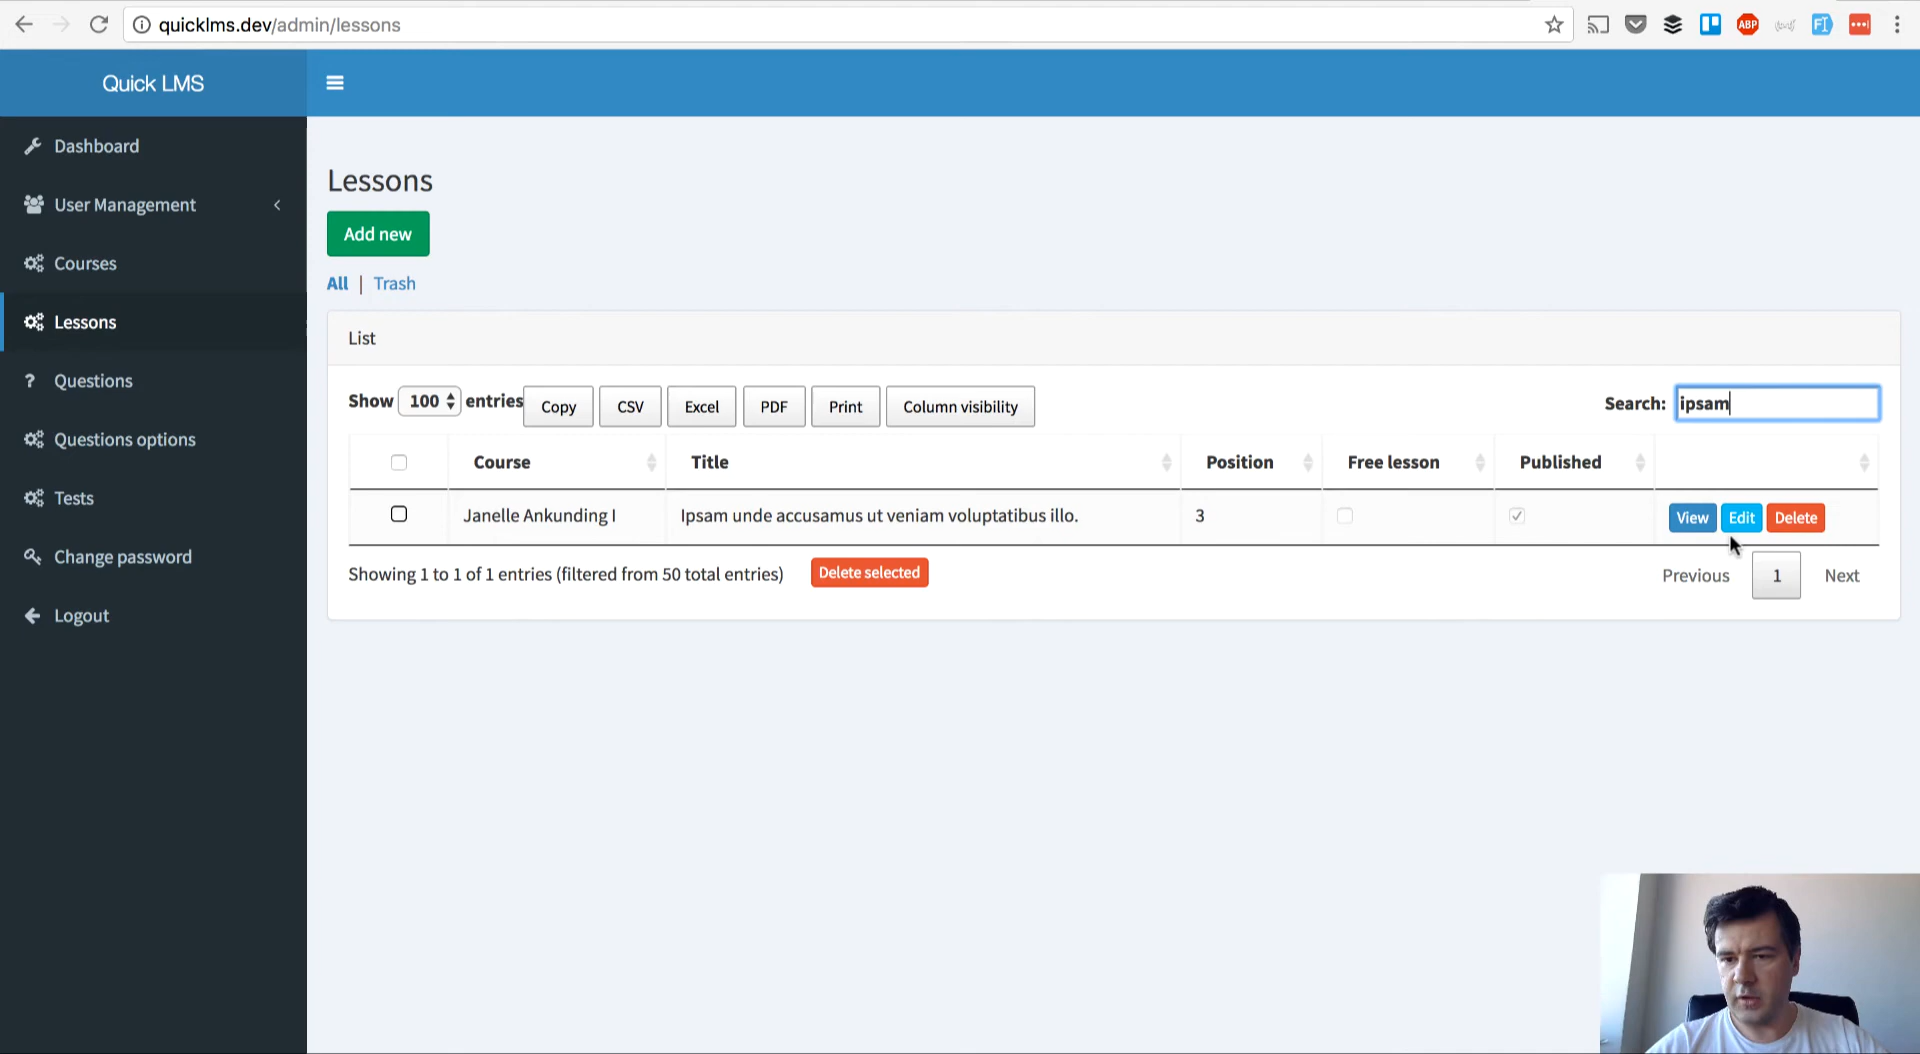 quicklms.dev/admin/lessons
ABP
Quick LMS
Dashboard
User Management
Courses
Lessons
Questions
Questions options
Tests
Change password
Logout
Lessons
Add new
All | Trash
List
Show 100 entries Copy CSV Excel PDF Print Column visibility Search: ipsam
Course Title Position Free lesson Published
Janelle Ankunding I Ipsam unde accusamus ut veniam voluptatibus illo. 3 View Edit Delete
Showing 1 to 1 of 1 entries (filtered from 50 total entries) Delete selected Previous 1 Next